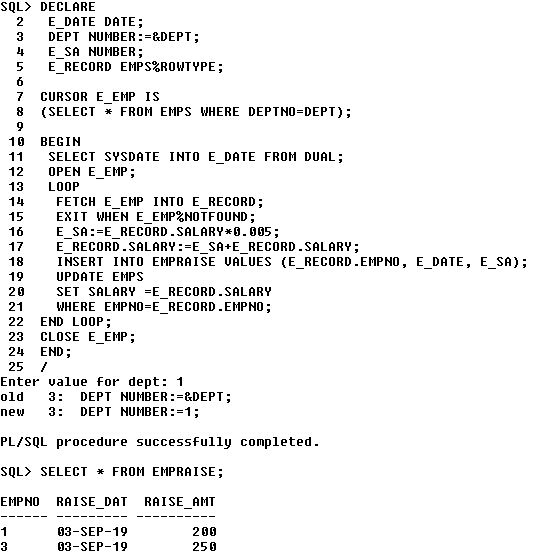 SQL> DECLARE
2 E_DATE DATE;
3 DEPT NUMBER:=&DEPT;
4 E_SA NUMBER;
5 E_RECORD EMPS%ROWTYPE;
6
7 CURSOR E_EMP IS
8 (SELECT * FROM EMPS WHERE DEPTNO=DEPT);
9
10 BEGIN
11 SELECT SYSDATE INTO E_DATE FROM DUAL;
12 OPEN E_EMP;
13 LOOP
14 FETCH E_EMP INTO E_RECORD;
15 EXIT WHEN E_EMP%NOTFOUND;
16 E_SA:=E_RECORD.SALARY*0.005;
17 E_RECORD.SALARY:=E_SA+E_RECORD.SALARY;
18 INSERT INTO EMPRAISE VALUES (E_RECORD.EMPNO, E_DATE, E_SA);
19 UPDATE EMPS
20 SET SALARY =E_RECORD.SALARY
21 WHERE EMPNO=E_RECORD.EMPNO;
22 END LOOP;
23 CLOSE E_EMP;
24 END;
25 /
Enter value for dept: 1
old 3: DEPT NUMBER:=&DEPT;
new 3: DEPT NUMBER:=1;
PL/SQL procedure successfully completed.
SQL> SELECT * FROM EMPRAISE;
EMPNO RAISE_DAT RAISE_AMT
------ --------- ----------
1 03-SEP-19 200
3 03-SEP-19 250